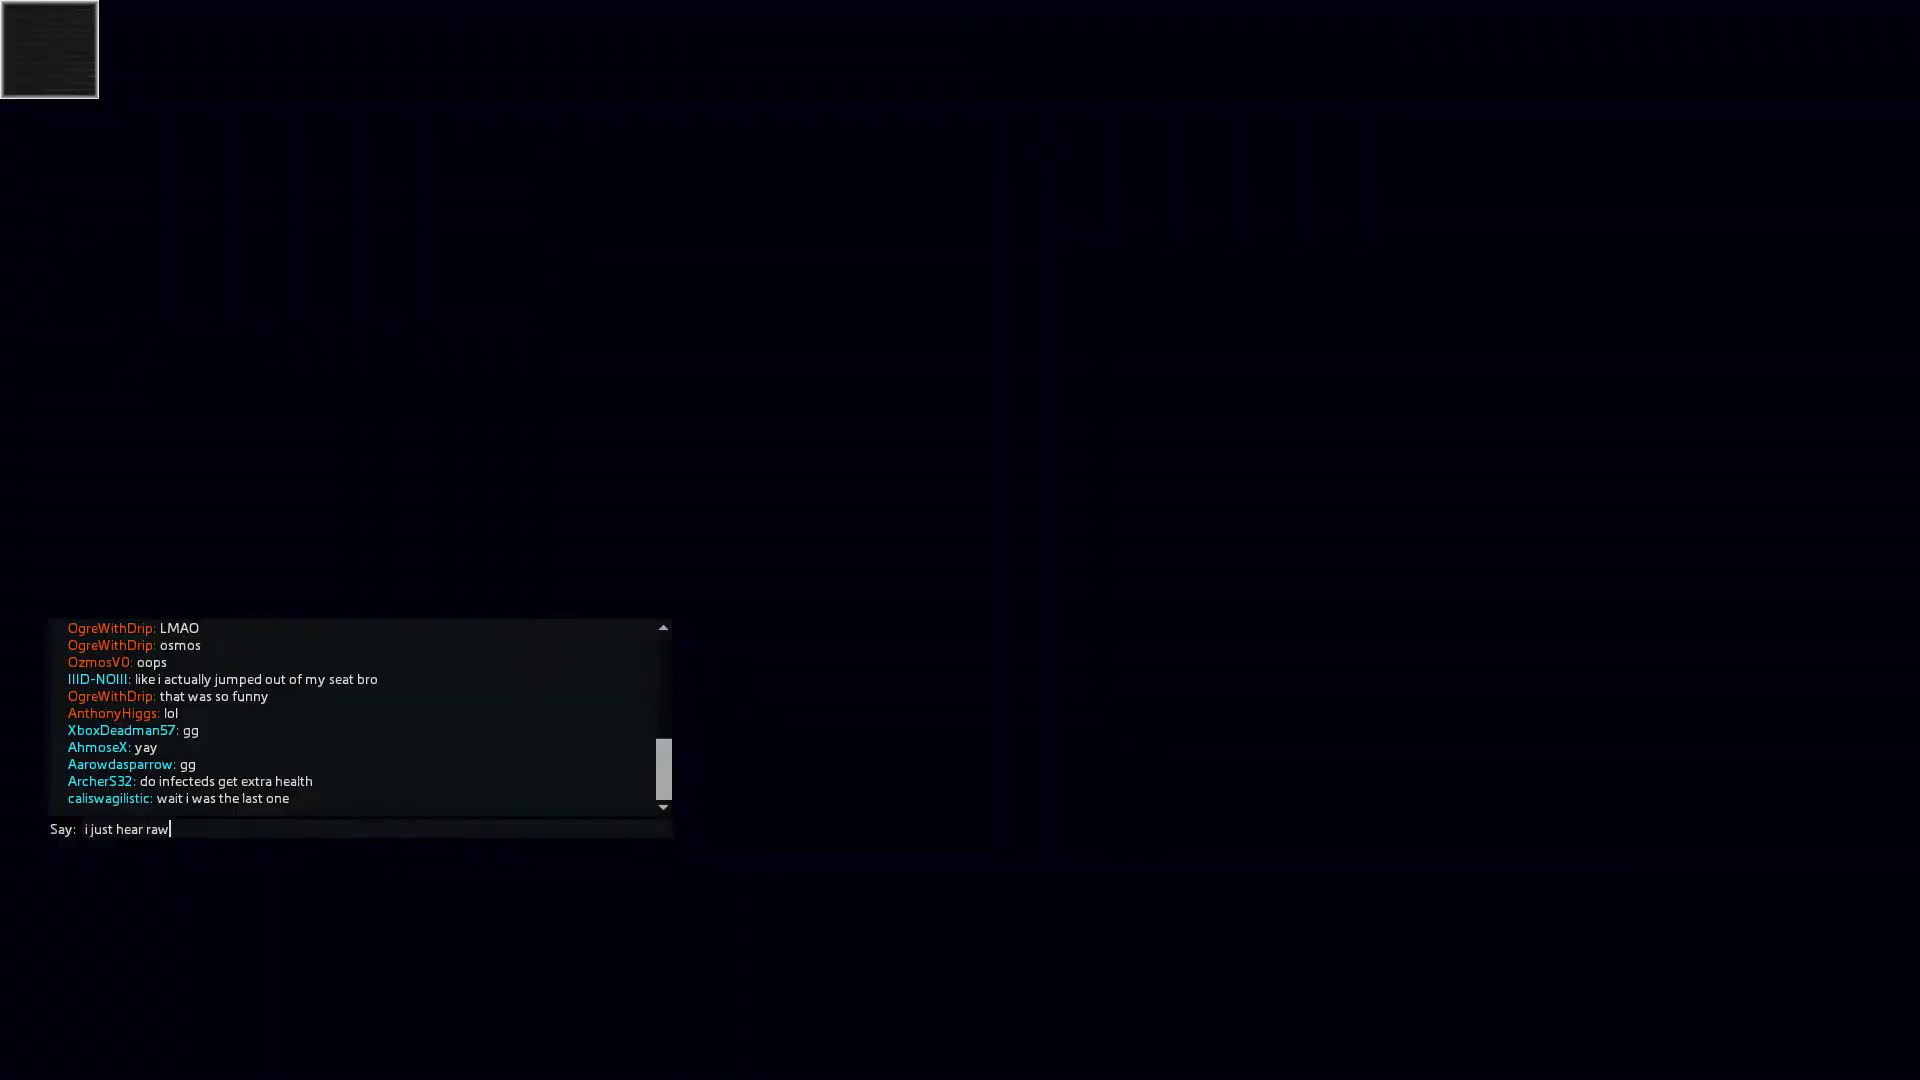 OgreWithDrip: LMAO
OgreWithDrip: osmos
OzmosV0: oops
IIID-NOIII: like i actually jumped out of my seat bro
OgreWithDrip: that was so funny
AnthonyHiggs: lol
XboxDeadman57: gg
AhmoseX: yay
Aarowdasparrow: gg
ArcherS32: do infecteds get extra health
caliswagilistic: wait i was the last one
Say: i just hear raw